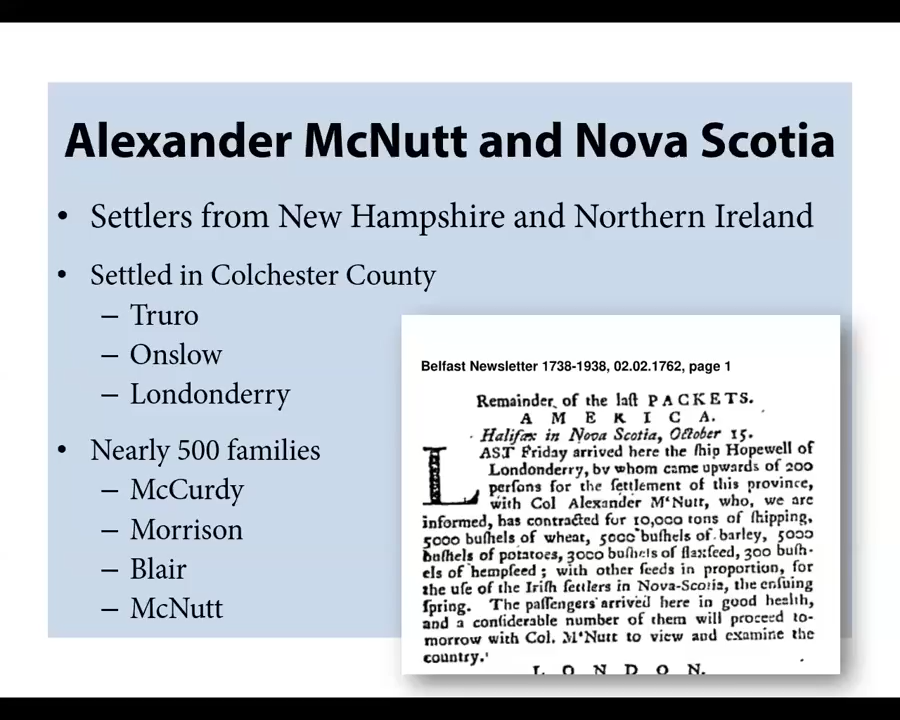 Alexander McNutt and Nova Scotia
• Settlers from New Hampshire and Northern Ireland
• Settled in Colchester County
– Truro
– Onslow
– Londonderry
• Nearly 500 families
– McCurdy
– Morrison
– Blair
– McNutt
Belfast Newsletter 1738-1938, 02.02.1762, page 1
Remainder of the laſt PACKETS.
A M E R I C A.
Halifax in Nova Scotia, October 15.
LAST Friday arrived here the ſhip Hopewell of
Londonderry, by whom came upwards of 200
perſons for the ſettlement of this province,
with Col Alexander M'Nutt, who, we are
informed, has contracted for 10,000 tons of ſhipping,
5000 buſhels of wheat, 5000 buſhels of barley, 5000
buſhels of potatoes, 3000 buſhels of flaxſeed, 300 buſh-
els of hempſeed ; with other ſeeds in proportion, for
the uſe of the Iriſh ſettlers in Nova-Scotia, the enſuing
ſpring. The paſſengers arrived here in good health,
and a conſiderable number of them will proceed to-
morrow with Col. M'Nutt to view and examine the
country.'
L O N D O N.